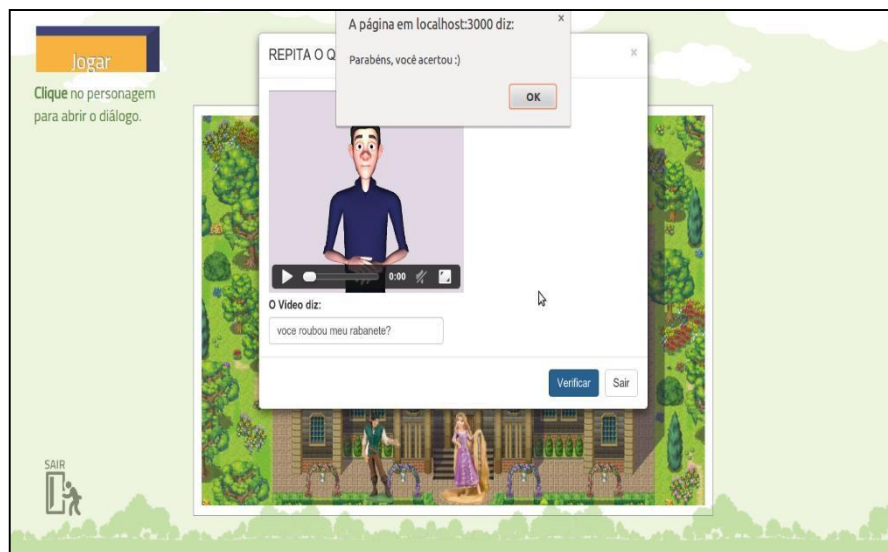 A página em localhost:3000 diz:
x
Jogar
REPITA O Q
x
Parabéns, você acertou :)
OK
Clique no personagem
para abrir o diálogo.
0:00
O Video diz:
voce roubou meu rabanete?
Verificar
Sair
SAIR